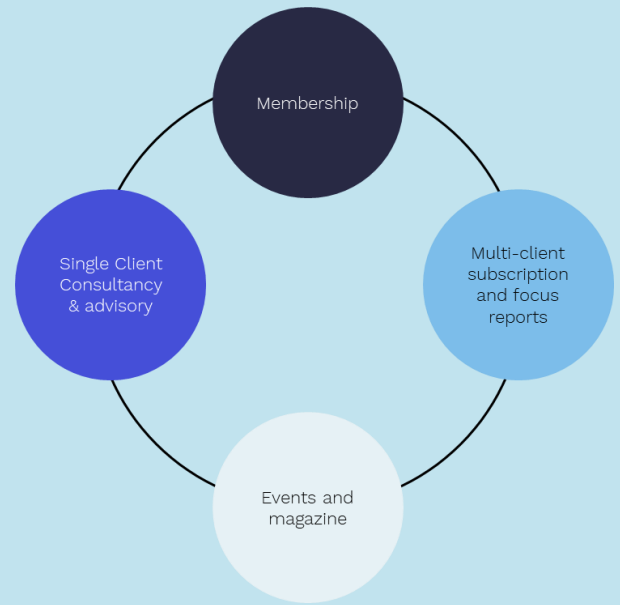 Membership
Single Client
Consultancy
& advisory
Multi-client
subscription
and focus
reports
Events and
magazine